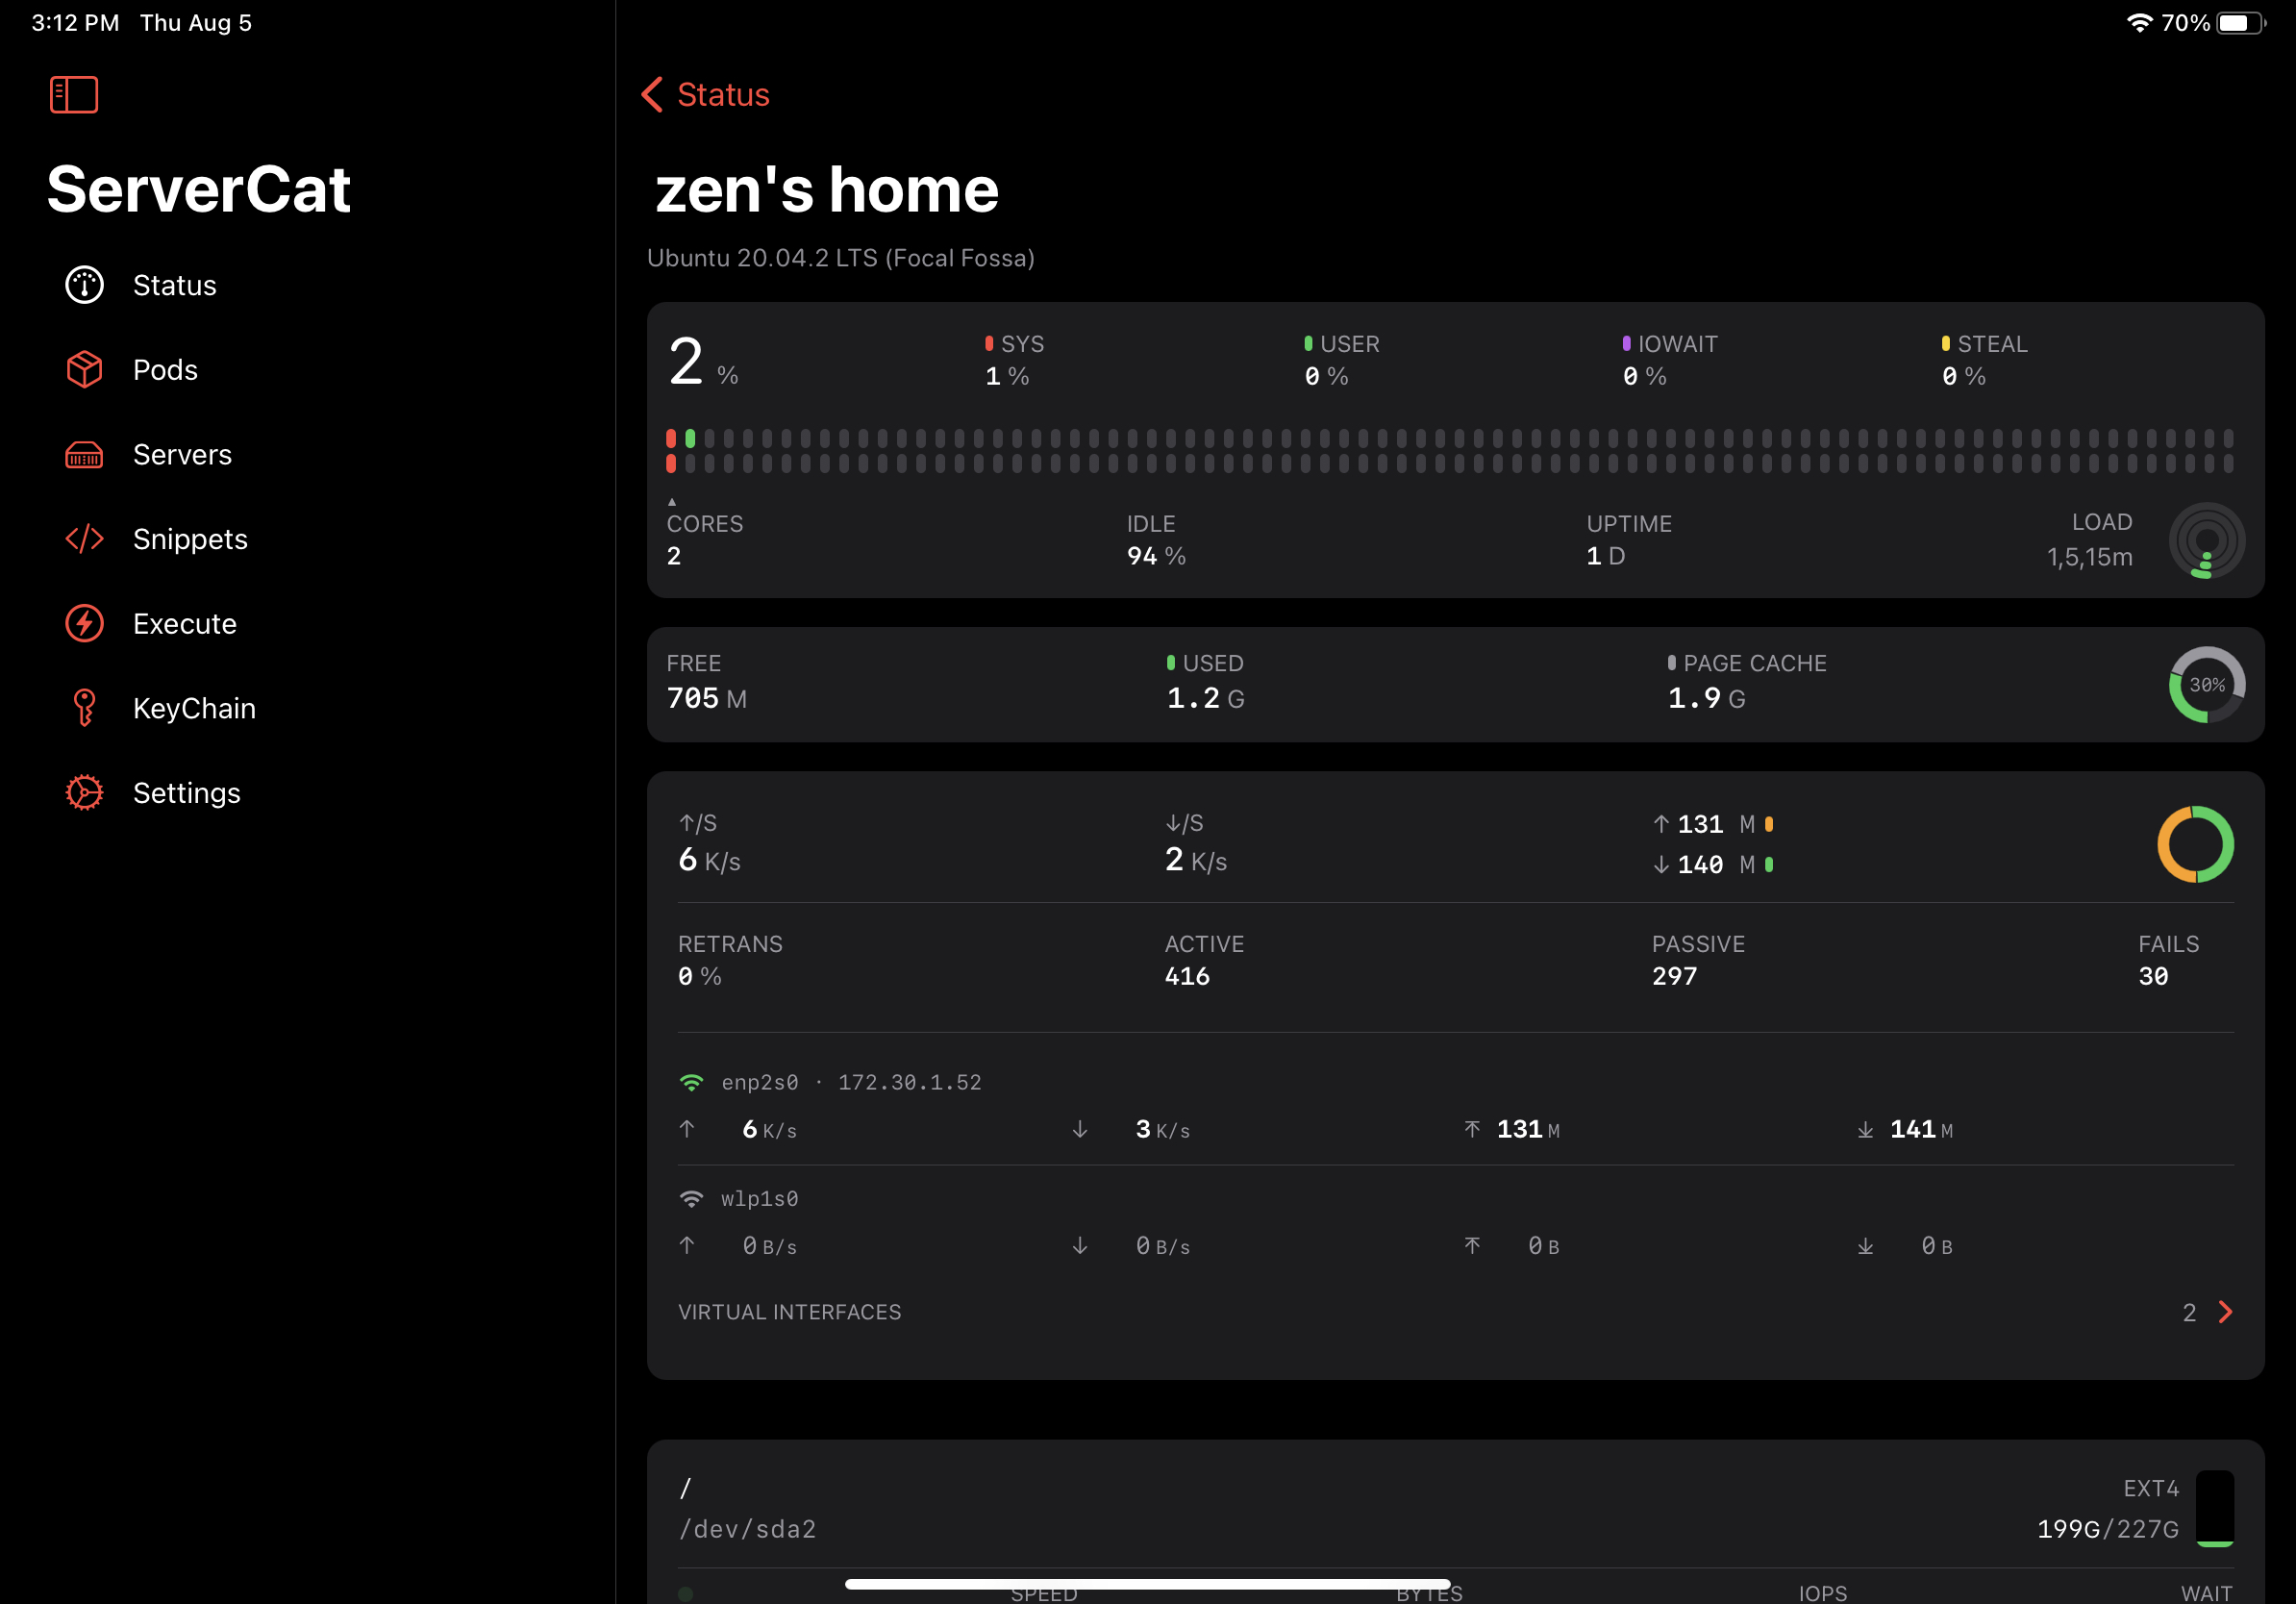 3:12 PM Thu Aug 5
70%
ServerCat
Status
Pods
Servers
Snippets
Execute
KeyChain
Settings
Status
zen's home
Ubuntu 20.04.2 LTS (Focal Fossa)
2 %
SYS
1 %
USER
0 %
IOWAIT
0 %
STEAL
0 %
CORES
2
IDLE
94 %
UPTIME
1 D
LOAD
1,5,15m
FREE
705 M
USED
1.2 G
PAGE CACHE
1.9 G
30%
↑/S
6 K/s
↓/S
2 K/s
↑ 131 M
↓ 140 M
RETRANS
0 %
ACTIVE
416
PASSIVE
297
FAILS
30
enp2s0 · 172.30.1.52
↑ 6 K/s ↓ 3 K/s ⤒ 131 M ⤓ 141 M
wlp1s0
↑ 0 B/s ↓ 0 B/s ⤒ 0 B ⤓ 0 B
VIRTUAL INTERFACES 2
/
/dev/sda2
EXT4
199G/227G
SPEED BYTES IOPS WAIT